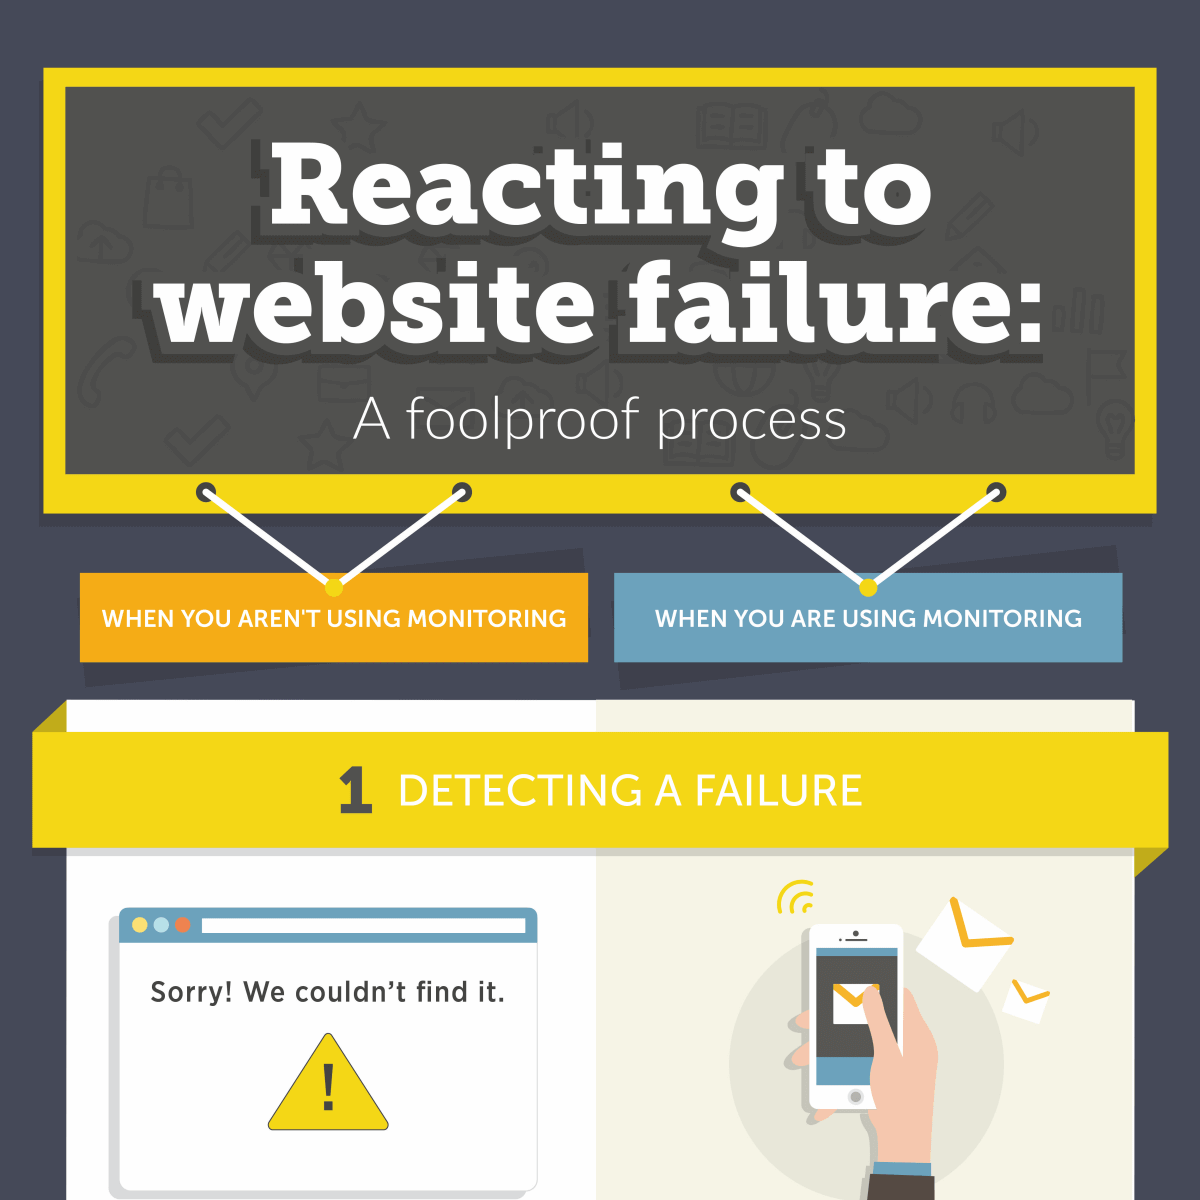 Reacting to
website failure:
A foolproof process
WHEN YOU AREN'T USING MONITORING
WHEN YOU ARE USING MONITORING
1 DETECTING A FAILURE
Sorry! We couldn’t find it.
!